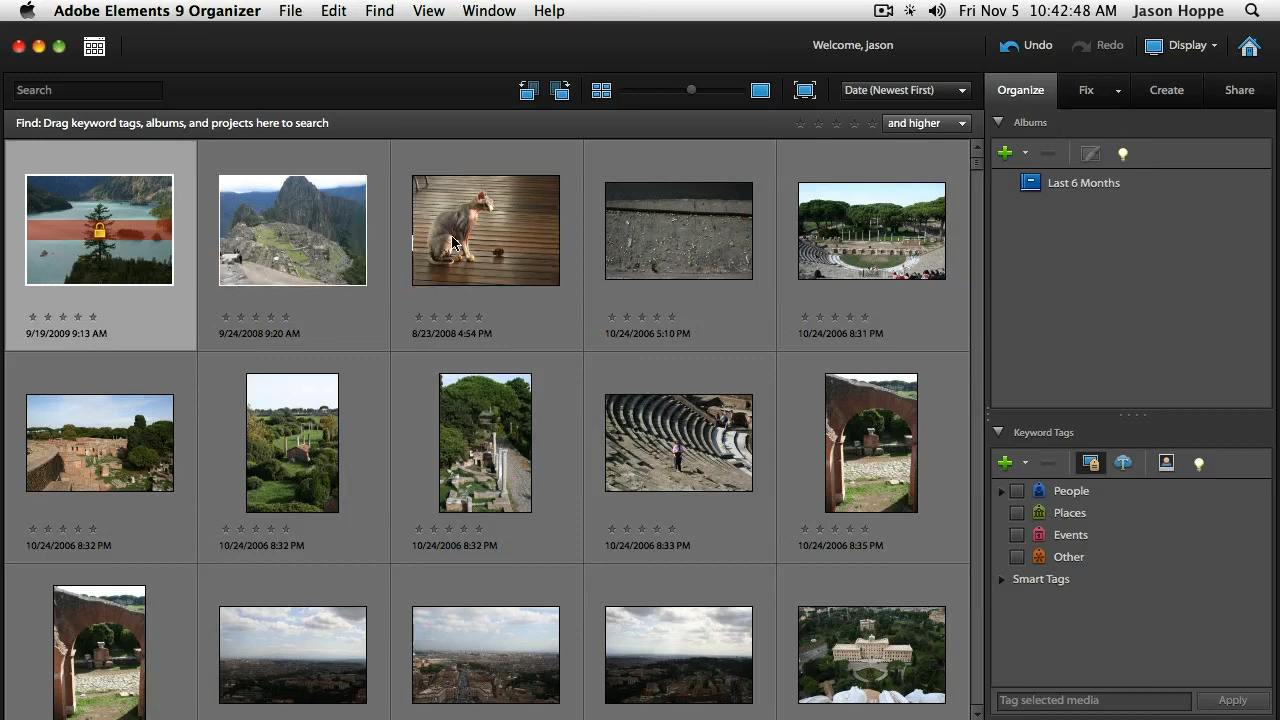 Adobe Elements 9 Organizer File Edit Find View Window Help Fri Nov 5 10:42:48 AM Jason Hoppe
Welcome, jason Undo Redo Display
Search Date (Newest First) Organize Fix Create Share
Find: Drag keyword tags, albums, and projects here to search and higher
Albums
Last 6 Months
9/19/2009 9:13 AM 9/24/2008 9:20 AM 8/23/2008 4:54 PM 10/24/2006 5:10 PM 10/24/2006 8:31 PM
Keyword Tags
People
Places
Events
10/24/2006 8:32 PM 10/24/2006 8:32 PM 10/24/2006 8:32 PM 10/24/2006 8:33 PM 10/24/2006 8:35 PM
Other
Smart Tags
Tag selected media Apply